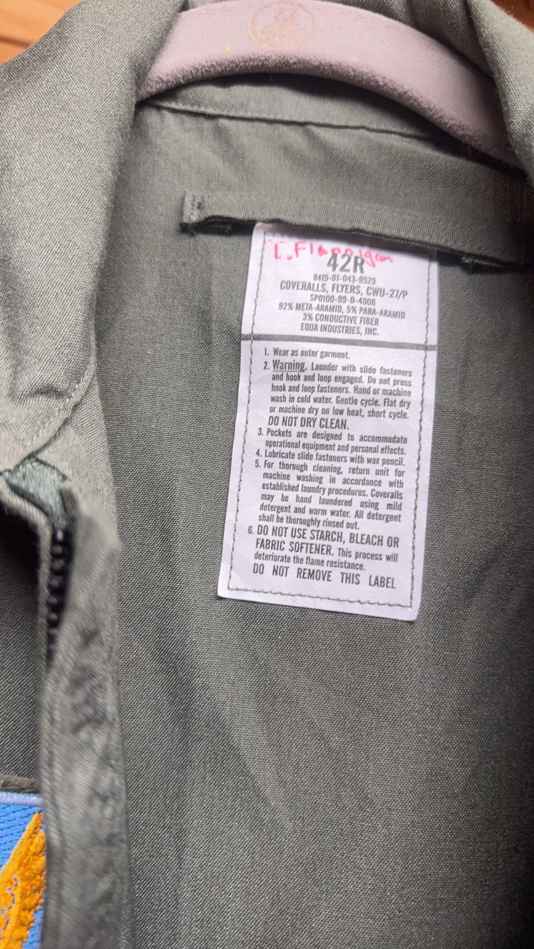 L. Flannigan
42R
8415-01-043-9529
COVERALLS, FLYERS, CWU-27/P
SP0100-99-D-4006
92% META-ARAMID, 5% PARA-ARAMID
3% CONDUCTIVE FIBER
EQUA INDUSTRIES, INC.
1. Wear as outer garment.
2. Warning. Launder with slide fasteners
and hook and loop engaged. Do not press
hook and loop fasteners. Hand or machine
wash in cold water. Gentle cycle. Flat dry
or machine dry on low heat, short cycle.
DO NOT DRY CLEAN.
3. Pockets are designed to accommodate
operational equipment and personal effects.
4. Lubricate slide fasteners with wax pencil.
5. For thorough cleaning, return unit for
machine washing in accordance with
established laundry procedures. Coveralls
may be hand laundered using mild
detergent and warm water. All detergent
shall be thoroughly rinsed out.
6. DO NOT USE STARCH, BLEACH OR
FABRIC SOFTENER. This process will
deteriorate the flame resistance.
DO NOT REMOVE THIS LABEL